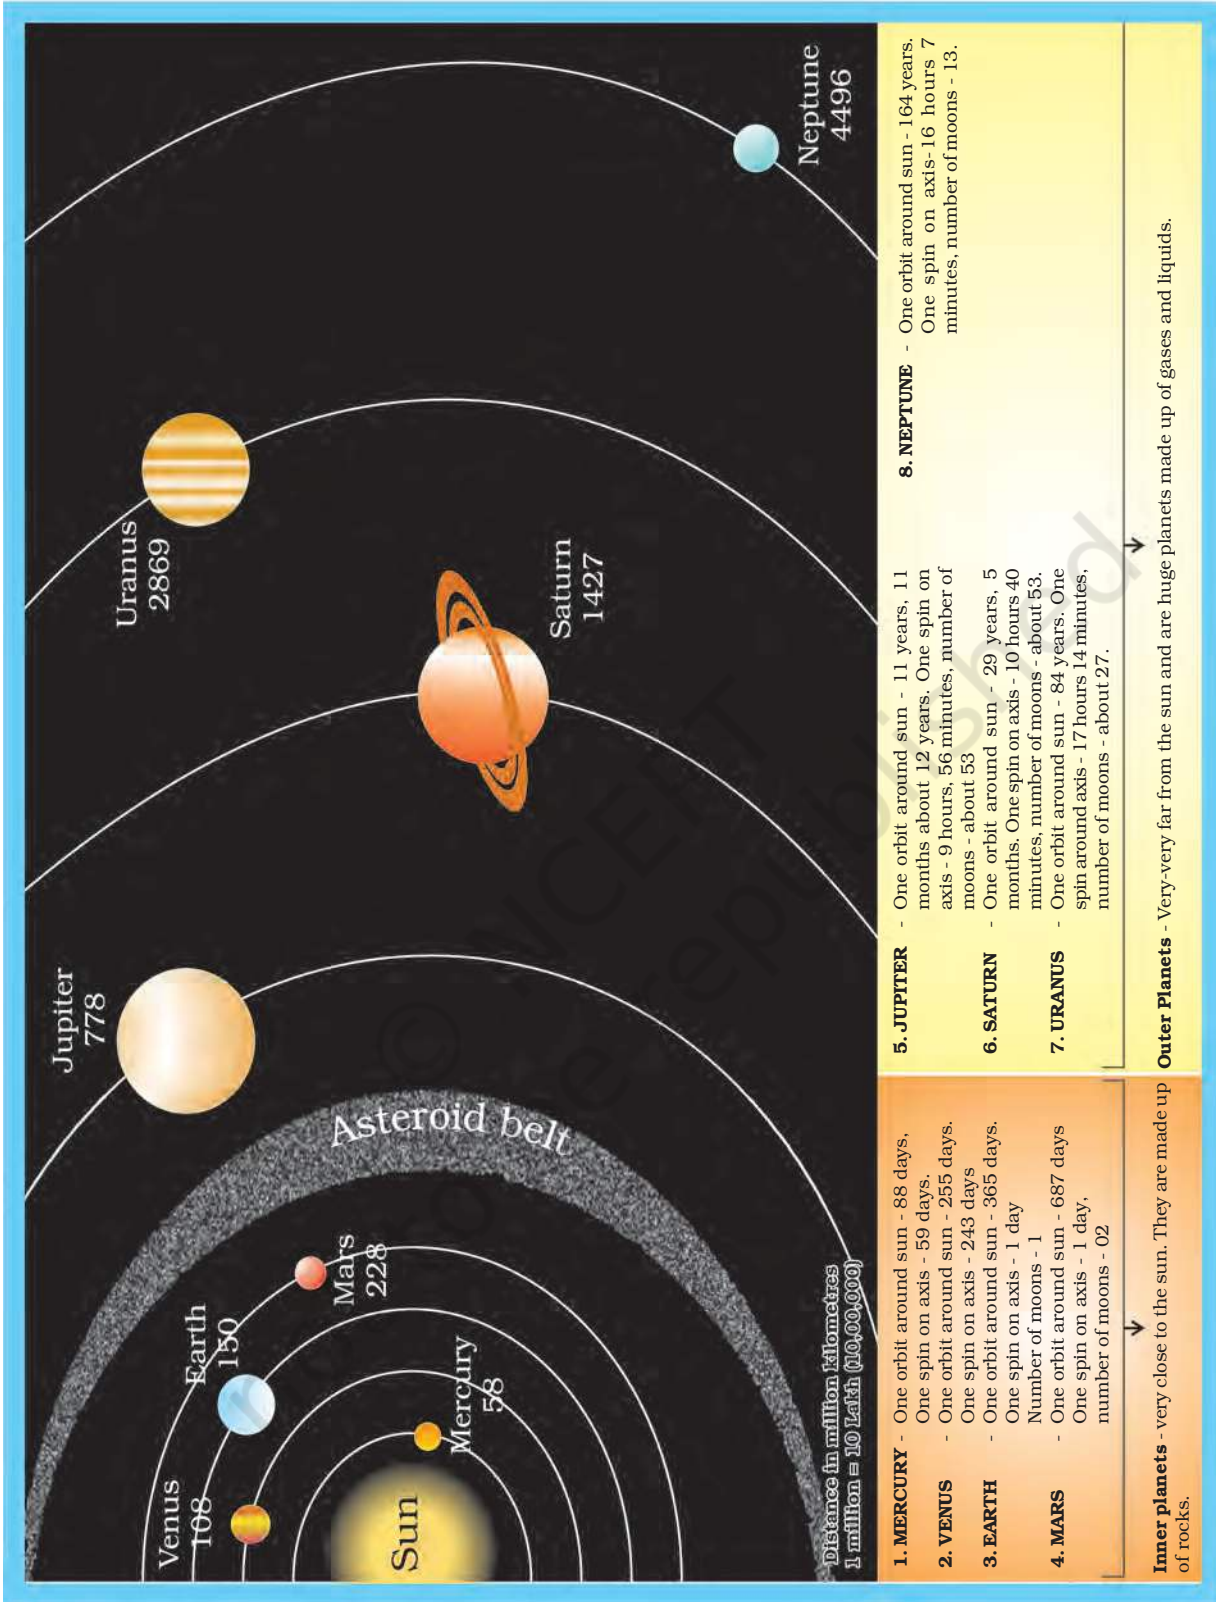 Sun
Mercury
58
Venus
108
Earth
150
Mars
228
Asteroid belt
Jupiter
778
Saturn
1427
Uranus
2869
Neptune
4496
Distance in million kilometres
1 million = 10 Lakh (10,00,000)
1. MERCURY - One orbit around sun - 88 days,
One spin on axis - 59 days.
2. VENUS - One orbit around sun - 255 days.
One spin on axis - 243 days
3. EARTH - One orbit around sun - 365 days.
One spin on axis - 1 day
Number of moons - 1
4. MARS - One orbit around sun - 687 days
One spin on axis - 1 day,
number of moons - 02
Inner planets - very close to the sun. They are made up
of rocks.
5. JUPITER - One orbit around sun - 11 years, 11
months about 12 years. One spin on
axis - 9 hours, 56 minutes, number of
moons - about 53
6. SATURN - One orbit around sun - 29 years, 5
months. One spin on axis - 10 hours 40
minutes, number of moons - about 53.
7. URANUS - One orbit around sun - 84 years. One
spin around axis - 17 hours 14 minutes,
number of moons - about 27.
8. NEPTUNE - One orbit around sun - 164 years.
One spin on axis-16 hours 7
minutes, number of moons - 13.
Outer Planets - Very-very far from the sun and are huge planets made up of gases and liquids.
© NCERT
not to be republished